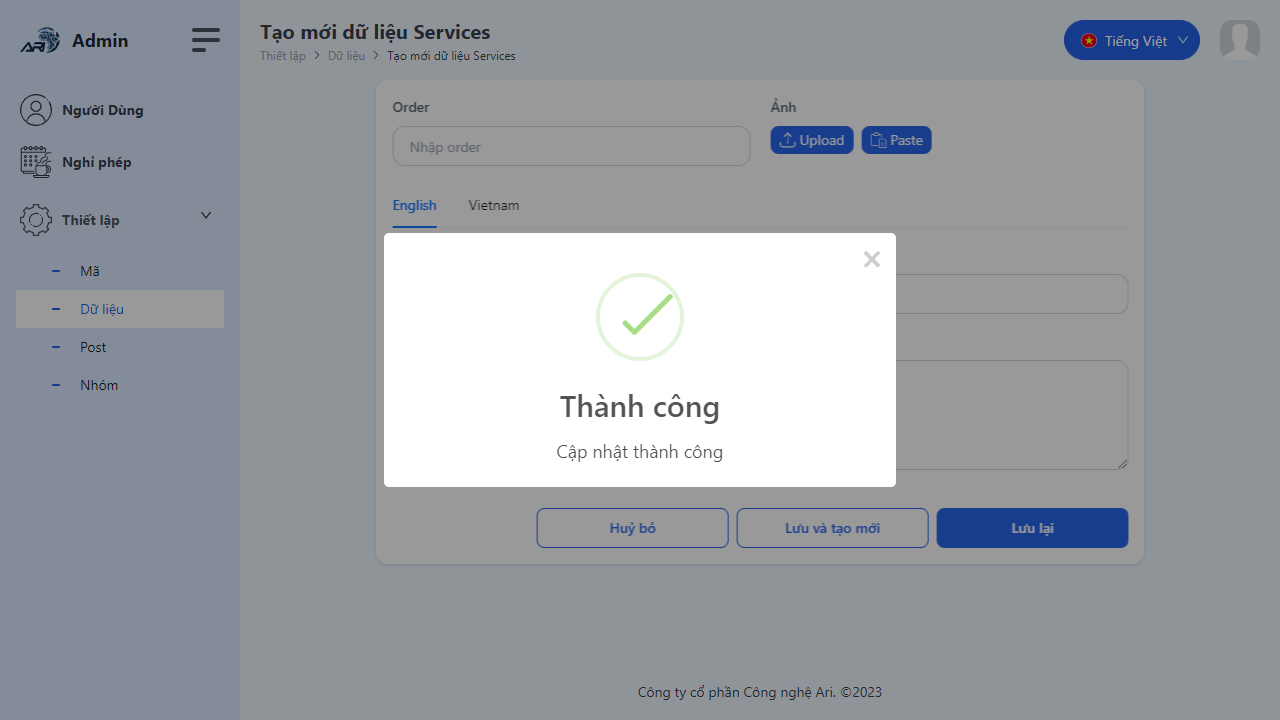 ARI Admin
Người Dùng
Nghỉ phép
Thiết lập
Mã
Dữ liệu
Post
Nhóm
Tạo mới dữ liệu Services
Thiết lập > Dữ liệu > Tạo mới dữ liệu Services
Tiếng Việt
Order
Nhập order
Ảnh
Upload Paste
English Vietnam
×
Thành công
Cập nhật thành công
Huỷ bỏ Lưu và tạo mới Lưu lại
Công ty cổ phần Công nghệ Ari. ©2023